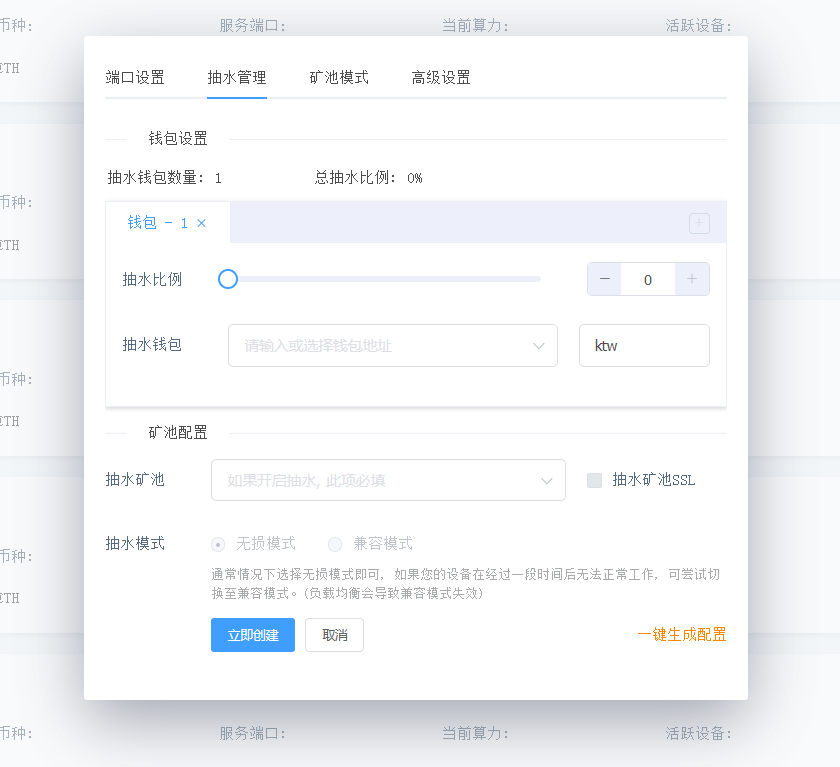 币种: 服务端口: 当前算力: 活跃设备:
端口设置 抽水管理 矿池模式 高级设置
钱包设置
抽水钱包数量: 1 总抽水比例: 0%
钱包 - 1 ×
币种:
抽水比例 − 0 +
抽水钱包 请输入或选择钱包地址 ktw
币种:
矿池配置
抽水矿池 如果开启抽水, 此项必填 抽水矿池SSL
抽水模式 无损模式 兼容模式
币种:
通常情况下选择无损模式即可, 如果您的设备在经过一段时间后无法正常工作, 可尝试切
换至兼容模式。(负载均衡会导致兼容模式失效)
立即创建 取消 一键生成配置
币种: 服务端口: 当前算力: 活跃设备: